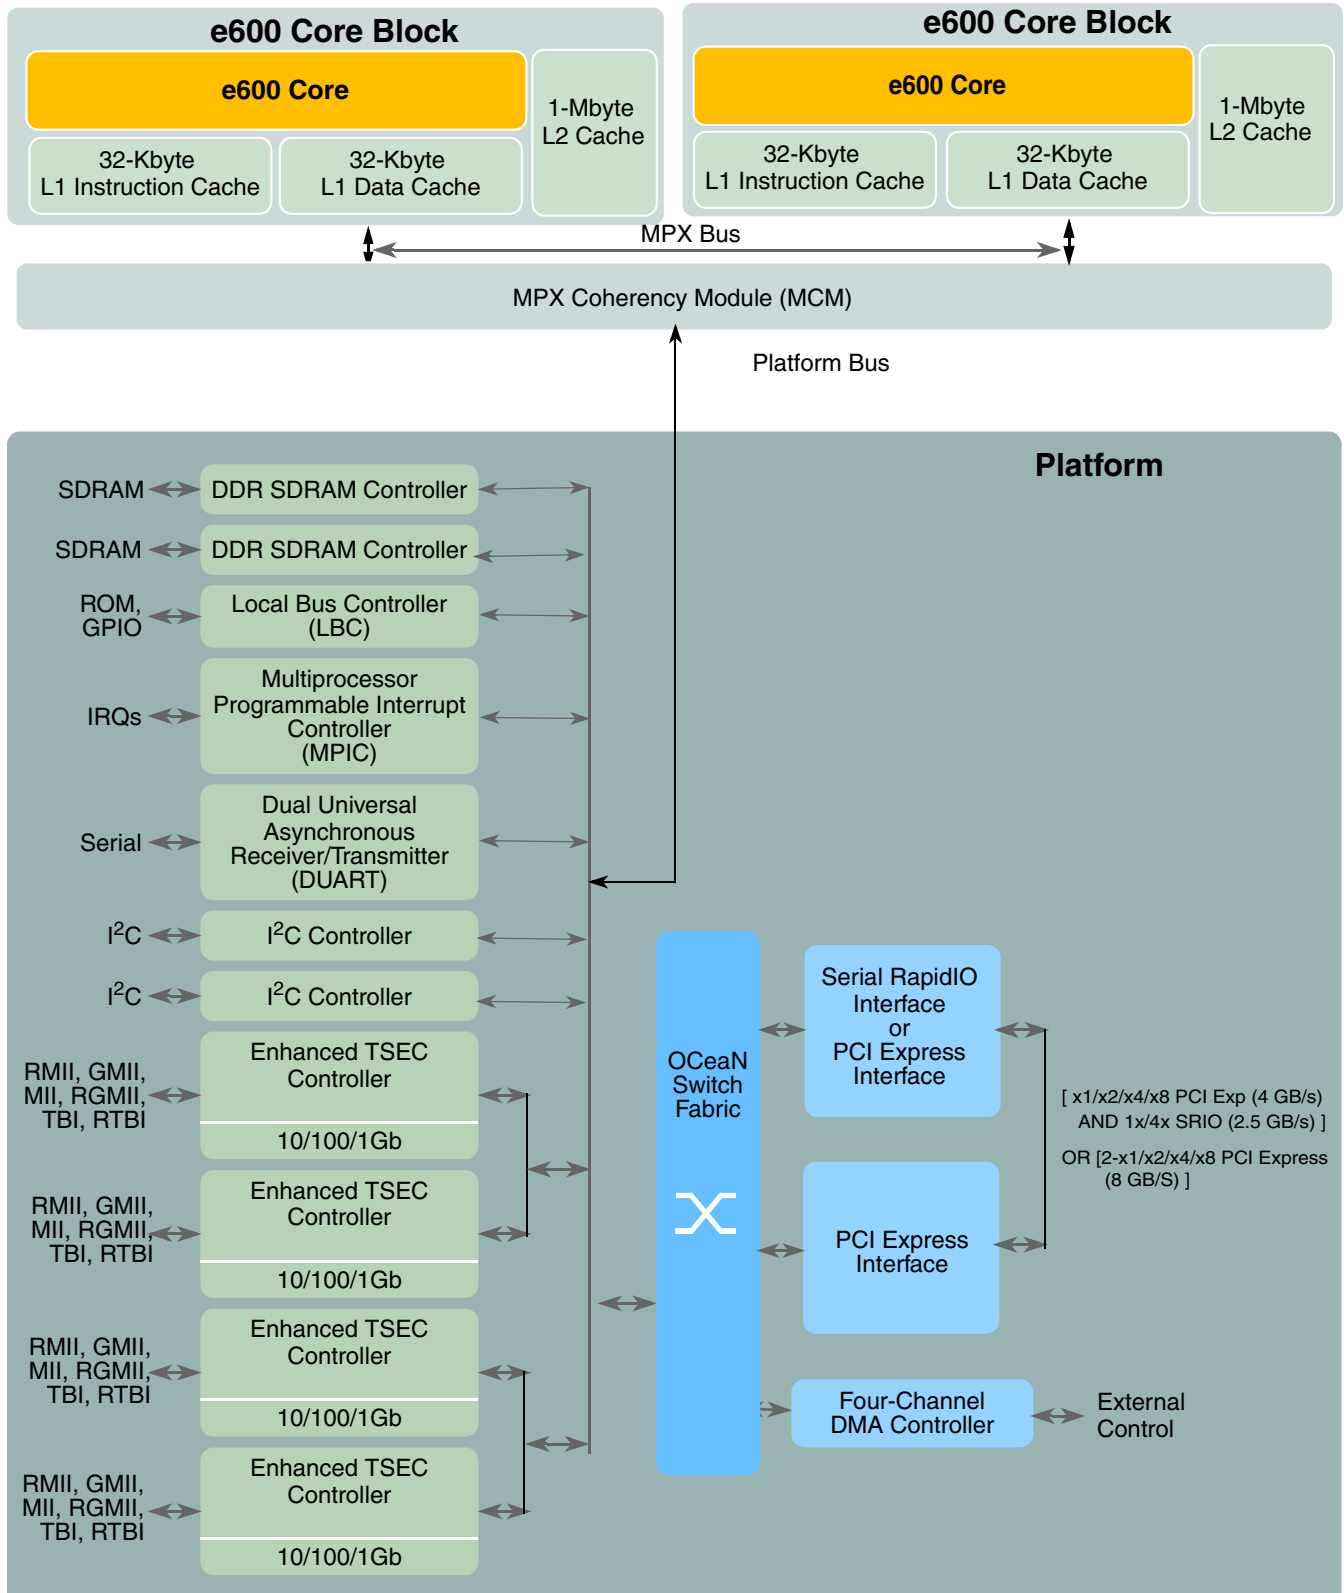 e600 Core Block
e600 Core
1-Mbyte
L2 Cache
32-Kbyte
L1 Instruction Cache
32-Kbyte
L1 Data Cache
e600 Core Block
e600 Core
1-Mbyte
L2 Cache
32-Kbyte
L1 Instruction Cache
32-Kbyte
L1 Data Cache
MPX Bus
MPX Coherency Module (MCM)
Platform Bus
Platform
SDRAM
DDR SDRAM Controller
SDRAM
DDR SDRAM Controller
ROM,
GPIO
Local Bus Controller
(LBC)
IRQs
Multiprocessor
Programmable Interrupt
Controller
(MPIC)
Serial
Dual Universal
Asynchronous
Receiver/Transmitter
(DUART)
I²C
I²C Controller
I²C
I²C Controller
RMII, GMII,
MII, RGMII,
TBI, RTBI
Enhanced TSEC
Controller
10/100/1Gb
RMII, GMII,
MII, RGMII,
TBI, RTBI
Enhanced TSEC
Controller
10/100/1Gb
RMII, GMII,
MII, RGMII,
TBI, RTBI
Enhanced TSEC
Controller
10/100/1Gb
RMII, GMII,
MII, RGMII,
TBI, RTBI
Enhanced TSEC
Controller
10/100/1Gb
OCeaN
Switch
Fabric
Serial RapidIO
Interface
or
PCI Express
Interface
[ x1/x2/x4/x8 PCI Exp (4 GB/s)
AND 1x/4x SRIO (2.5 GB/s) ]
OR [2-x1/x2/x4/x8 PCI Express
(8 GB/S) ]
PCI Express
Interface
Four-Channel
DMA Controller
External
Control